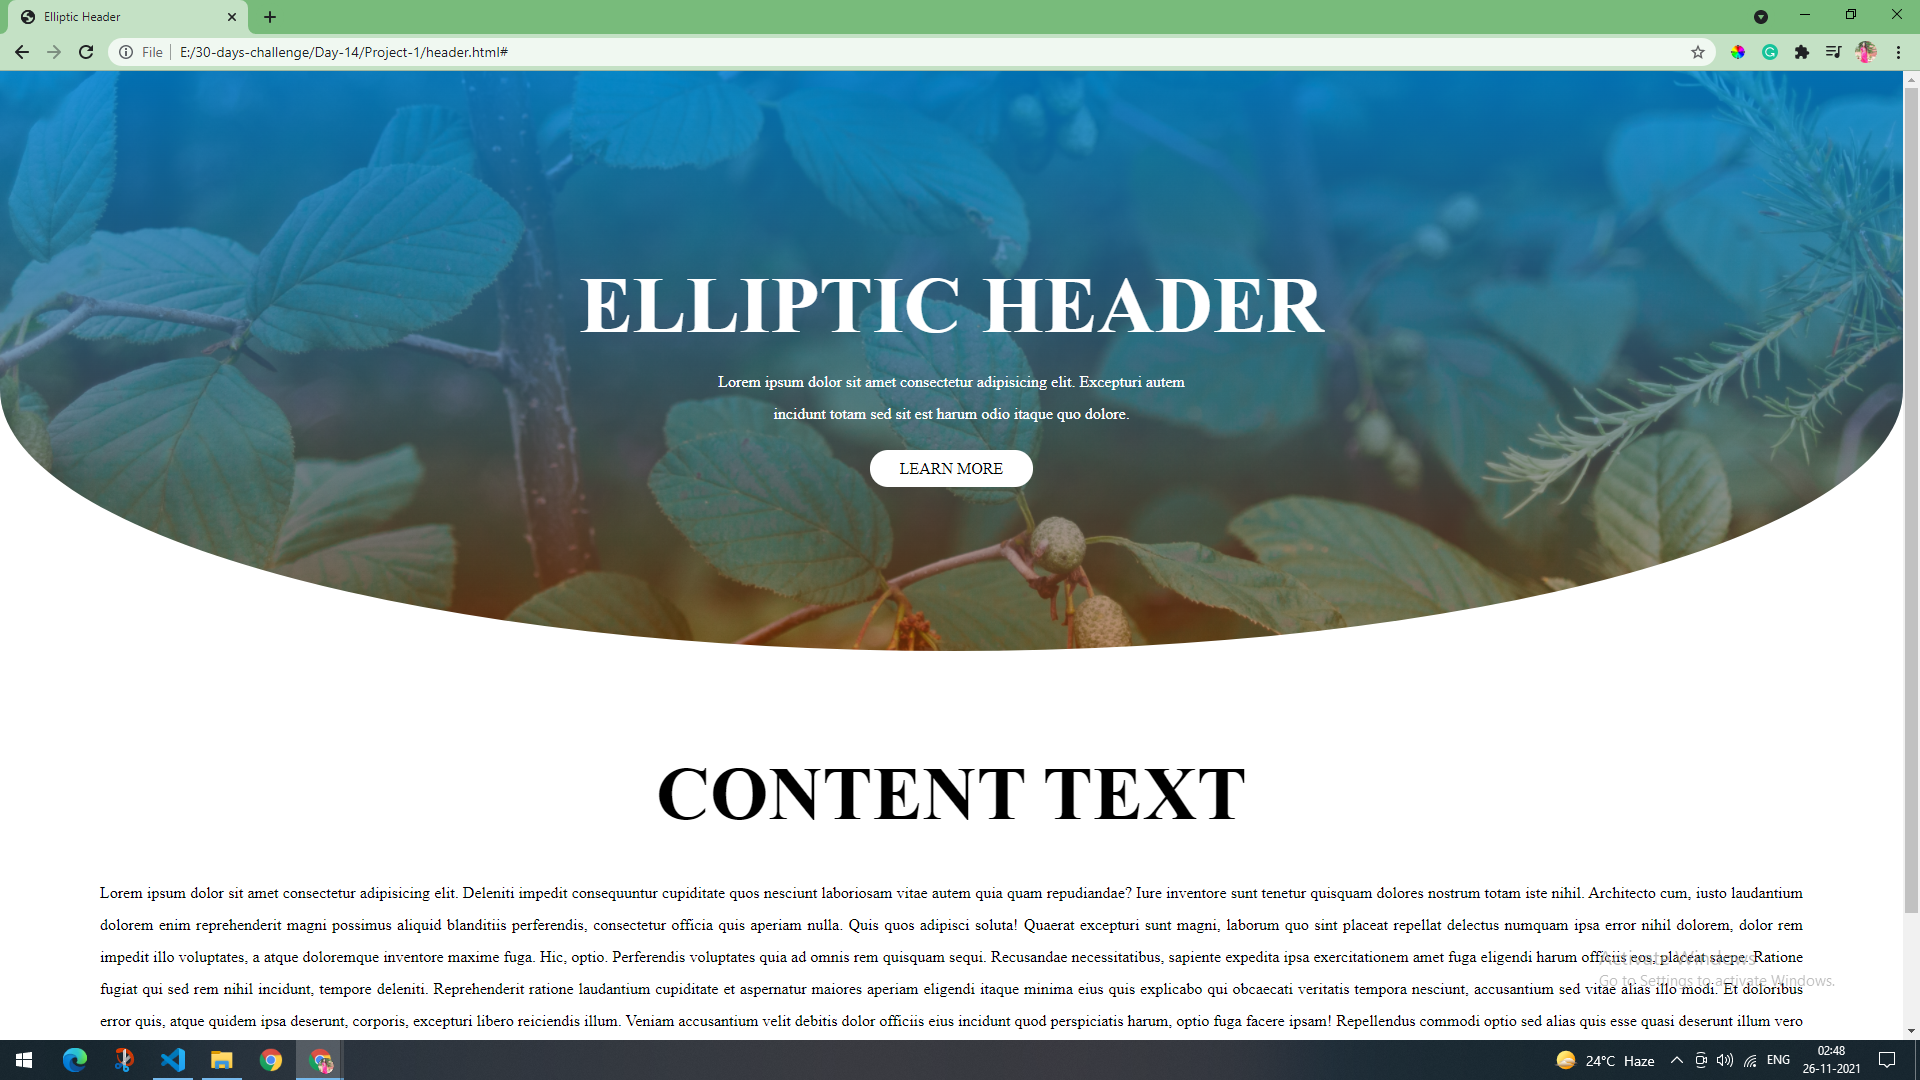 Elliptic Header
File
E:/30-days-challenge/Day-14/Project-1/header.html#
ELLIPTIC HEADER
Lorem ipsum dolor sit amet consectetur adipisicing elit. Excepturi autem
incidunt totam sed sit est harum odio itaque quo dolore.
LEARN MORE
CONTENT TEXT
Lorem ipsum dolor sit amet consectetur adipisicing elit. Deleniti impedit consequuntur cupiditate quos nesciunt laboriosam vitae autem quia quam repudiandae? Iure inventore sunt tenetur quisquam dolores nostrum totam iste nihil. Architecto cum, iusto laudantium
dolorem enim reprehenderit magni possimus aliquid blanditiis perferendis, consectetur officia quis aperiam nulla. Quis quos adipisci soluta! Quaerat excepturi sunt magni, laborum quo sint placeat repellat delectus numquam ipsa error nihil dolorem, dolor rem
impedit illo voluptates, a atque doloremque inventore maxime fuga. Hic, optio. Perferendis voluptates quia ad omnis rem quisquam sequi. Recusandae necessitatibus, sapiente expedita ipsa exercitationem amet fuga eligendi harum officiis eos, placeat saepe. Ratione
fugiat qui sed rem nihil incidunt, tempore deleniti. Reprehenderit ratione laudantium cupiditate et aspernatur maiores aperiam eligendi itaque minima eius quis explicabo qui obcaecati veritatis tempora nesciunt, accusantium sed vitae alias illo modi. Et doloribus
error quis, atque quidem ipsa deserunt, corporis, excepturi libero reiciendis illum. Veniam accusantium velit debitis dolor officiis eius incidunt quod perspiciatis harum, optio fuga facere ipsam! Repellendus commodi optio sed alias quis esse quasi deserunt illum vero
Activate Windows
Go to Settings to activate Windows.
24°C Haze
ENG
02:48
26-11-2021